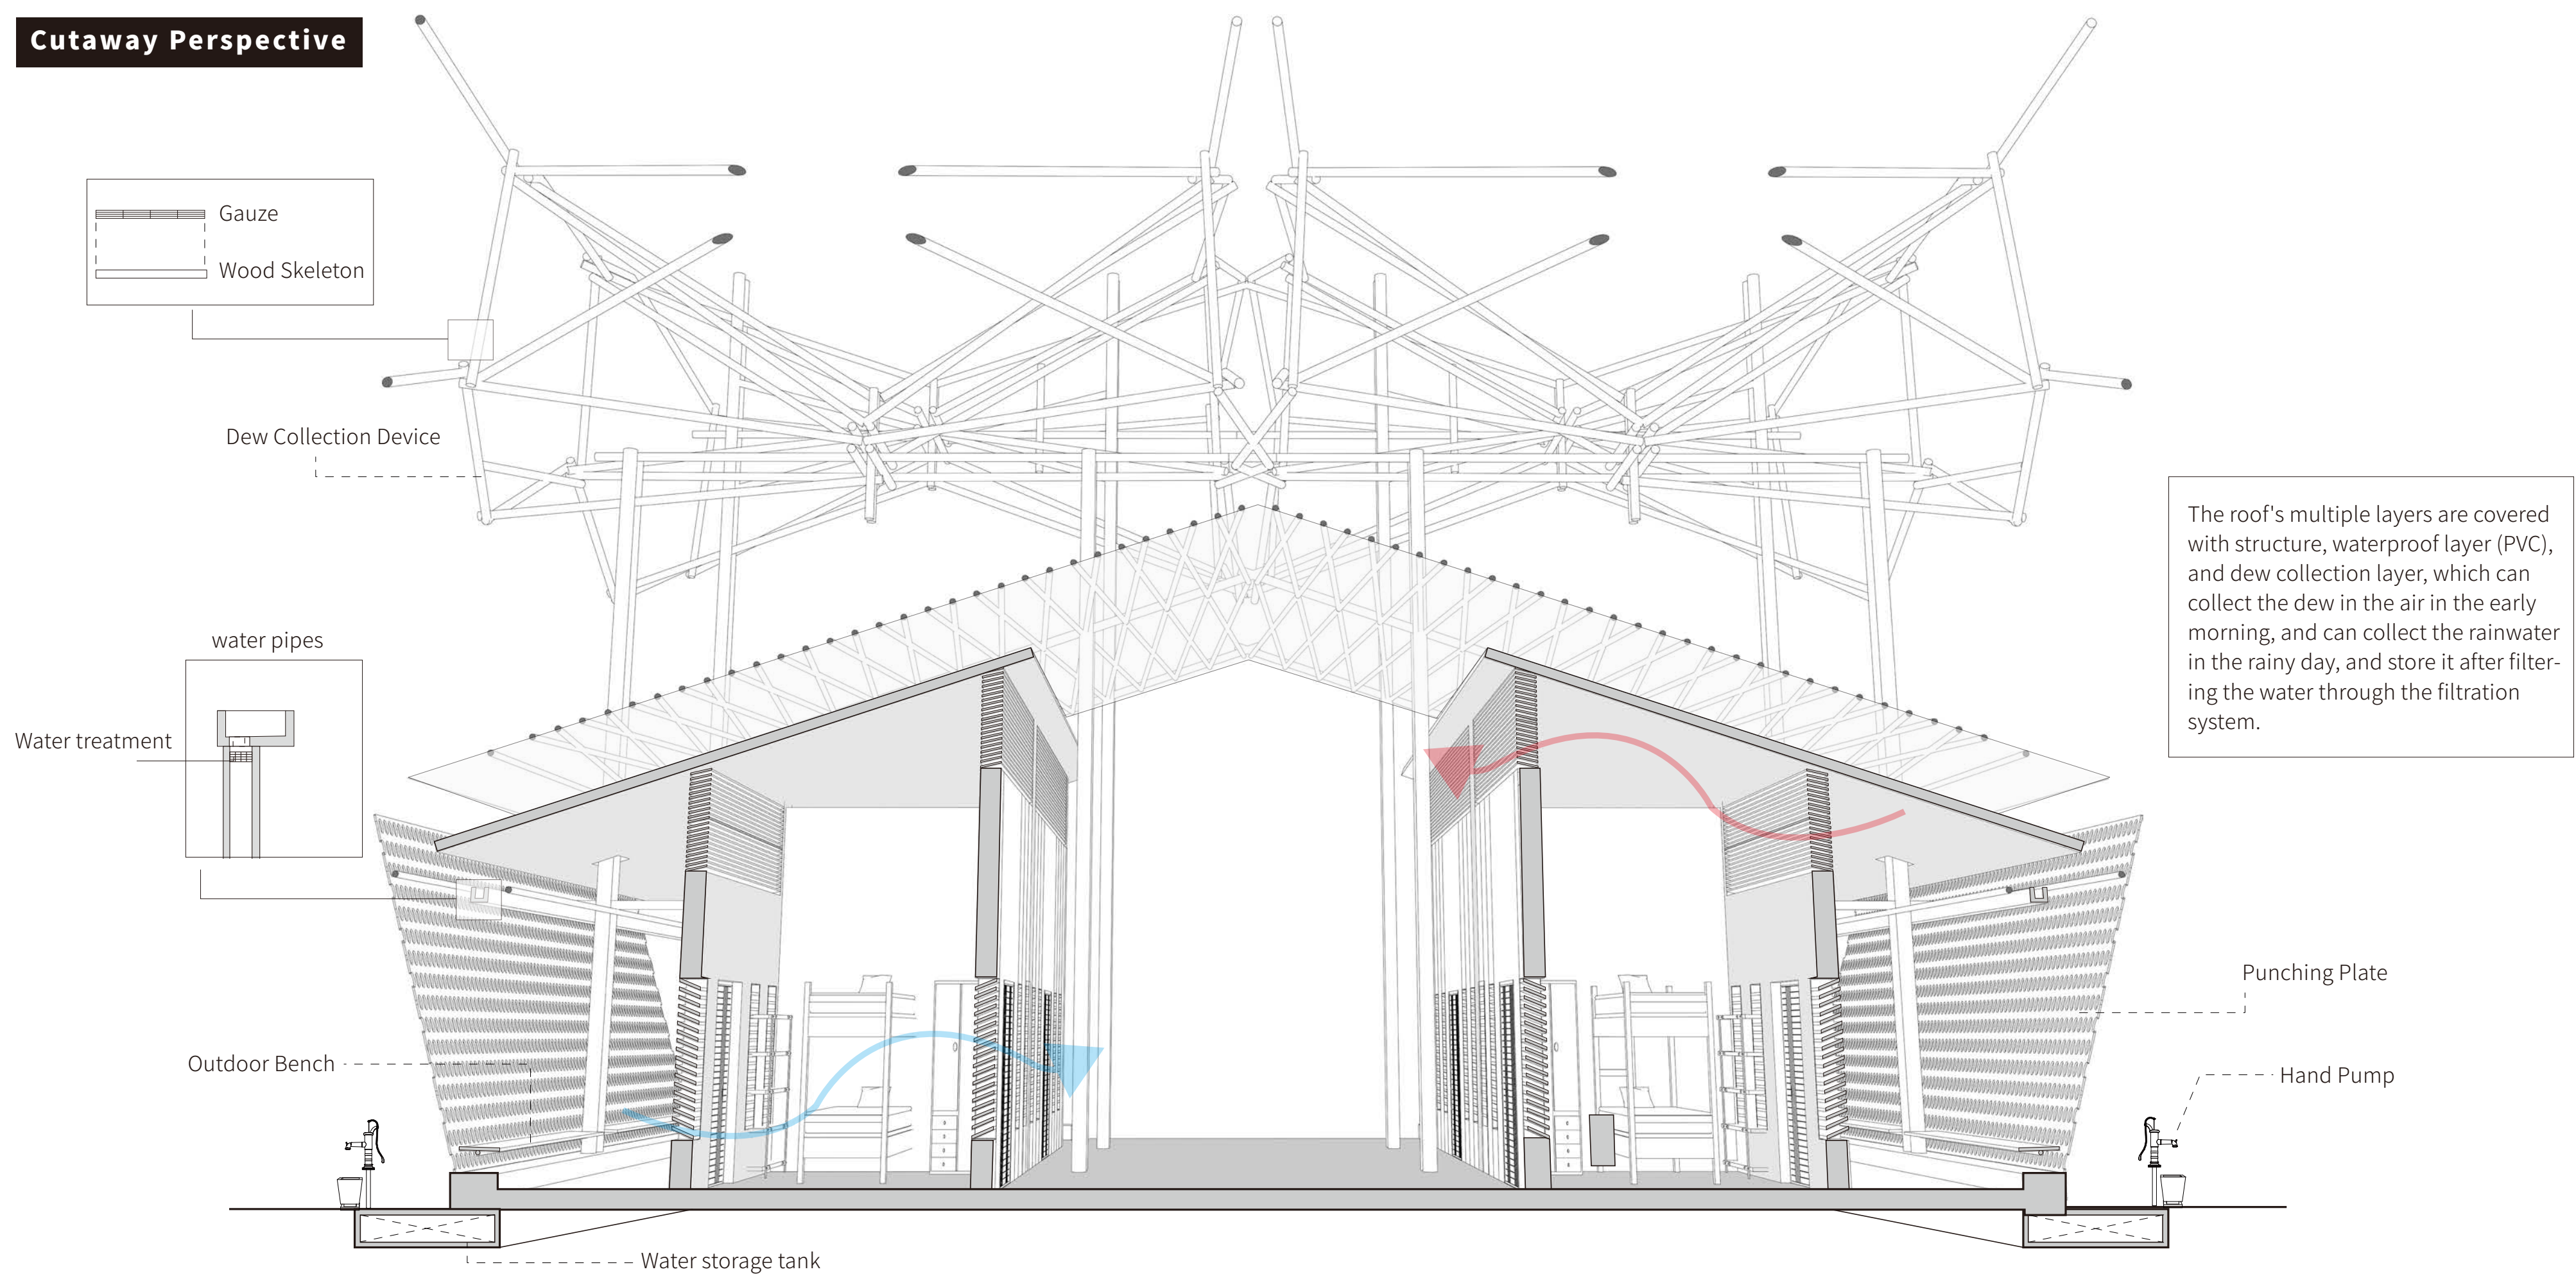 Cutaway Perspective
Gauze
Wood Skeleton
Dew Collection Device
The roof's multiple layers are covered
with structure, waterproof layer (PVC),
and dew collection layer, which can
collect the dew in the air in the early
morning, and can collect the rainwater
in the rainy day, and store it after filter-
ing the water through the filtration
system.
water pipes
Water treatment
Punching Plate
Outdoor Bench
Hand Pump
Water storage tank